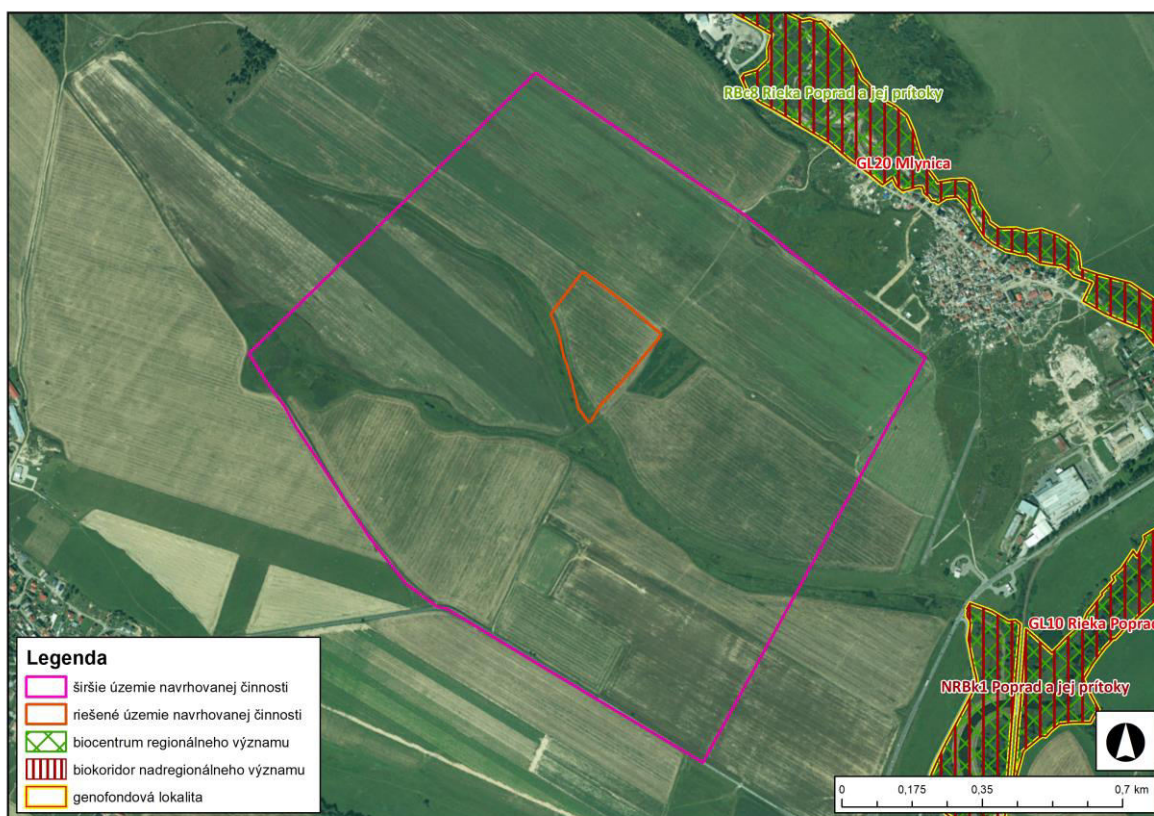 RBc8 Rieka Poprad a jej prítoky
GL20 Mlynica
GL10 Rieka Poprad
NRBk1 Poprad a jej prítoky
Legenda
širšie územie navrhovanej činnosti
riešené územie navrhovanej činnosti
biocentrum regionálneho významu
biokoridor nadregionálneho významu
genofondová lokalita
0 0,175 0,35 0,7 km